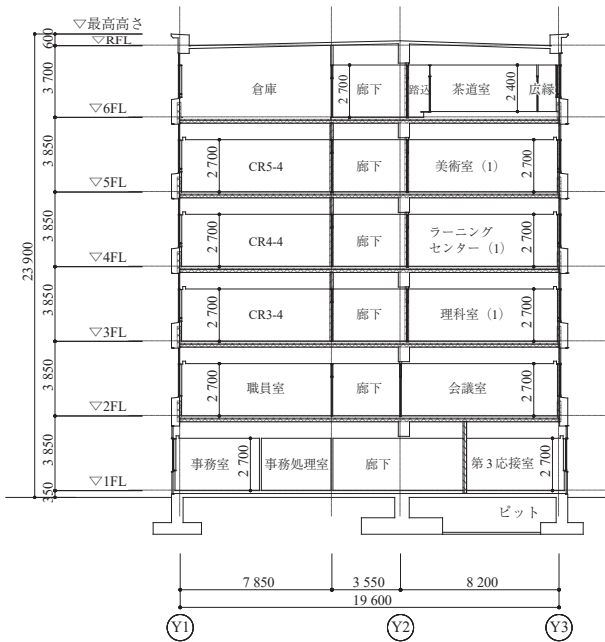 ▽最高高さ
600
▽RFL
3 700
倉庫
2 700
廊下
踏込
茶道室
2 400
広縁
▽6FL
3 850
2 700
CR5-4
廊下
美術室（1）
2 700
▽5FL
3 850
2 700
CR4-4
廊下
ラーニング
センター（1）
2 700
▽4FL
23 900
3 850
2 700
CR3-4
廊下
理科室（1）
2 700
▽3FL
3 850
2 700
職員室
廊下
会議室
2 700
▽2FL
3 850
事務室
2 700
事務処理室
廊下
第3応接室
2 700
▽1FL
350
ピット
7 850
3 550
8 200
19 600
Y1
Y2
Y3